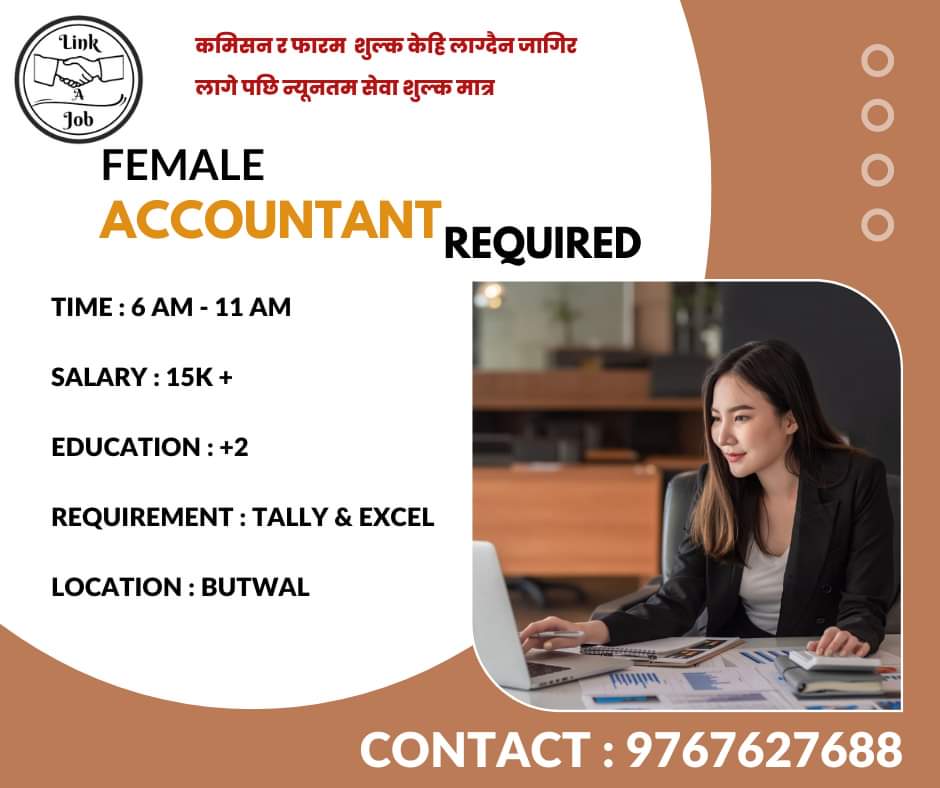 Link
A
Job
कमिसन र फारम शुल्क केहि लाग्दैन जागिर
लागे पछि न्यूनतम सेवा शुल्क मात्र
FEMALE
ACCOUNTANT
REQUIRED
TIME : 6 AM - 11 AM
SALARY : 15K +
EDUCATION : +2
REQUIREMENT : TALLY & EXCEL
LOCATION : BUTWAL
CONTACT : 9767627688